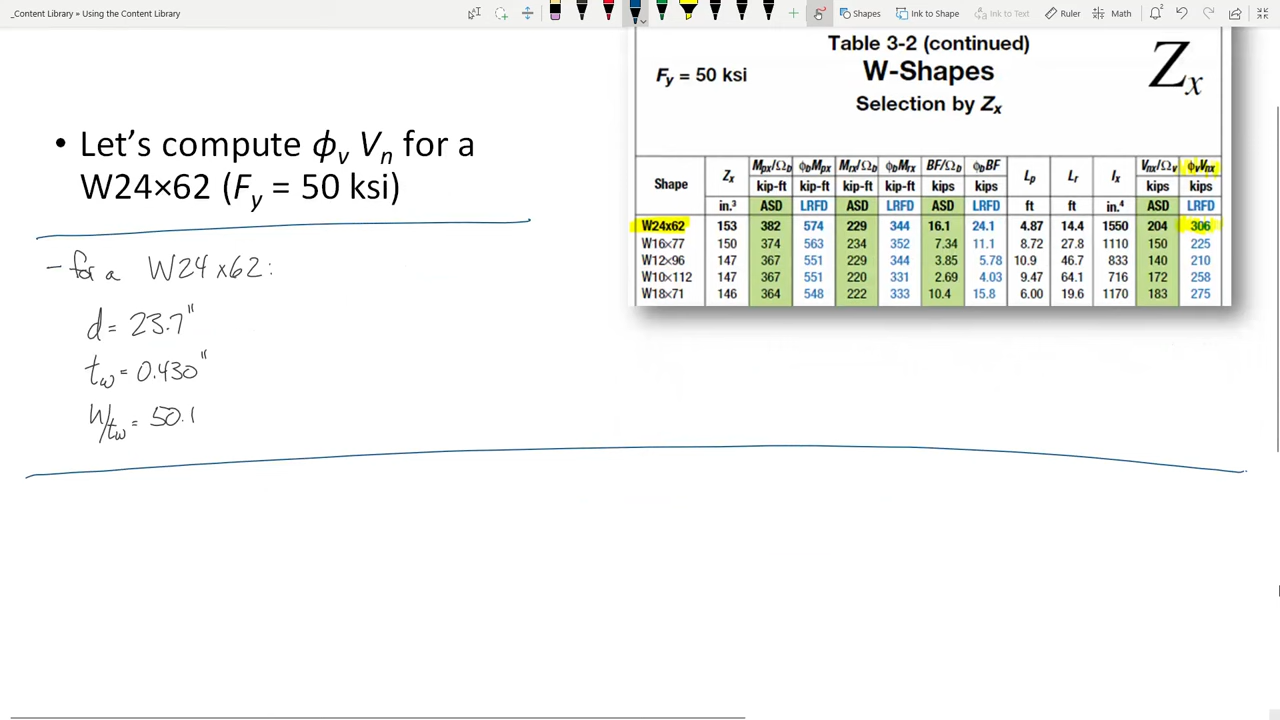 _Content Library » Using the Content Library
Shapes
Ink to Shape
Ink to Text
Ruler
Math
• Let's compute ϕv Vn for a
W24×62 (Fy = 50 ksi)
- for a W24x62:
d = 23.7"
tw = 0.430"
h/tw = 50.1
Table 3-2 (continued)
Fy = 50 ksi
W-Shapes
Zx
Selection by Zx
Shape Zx Mpx/Ωb ϕbMpx Mrx/Ωb ϕbMrx BF/Ωb ϕbBF Lp Lr Ix Vnx/Ωv ϕvVnx
kip-ft kip-ft kip-ft kip-ft kips kips kips kips
in.³ ASD LRFD ASD LRFD ASD LRFD ft ft in.⁴ ASD LRFD
W24x62 153 382 574 229 344 16.1 24.1 4.87 14.4 1550 204 306
W16×77 150 374 563 234 352 7.34 11.1 8.72 27.8 1110 150 225
W12×96 147 367 551 229 344 3.85 5.78 10.9 46.7 833 140 210
W10×112 147 367 551 220 331 2.69 4.03 9.47 64.1 716 172 258
W18×71 146 364 548 222 333 10.4 15.8 6.00 19.6 1170 183 275